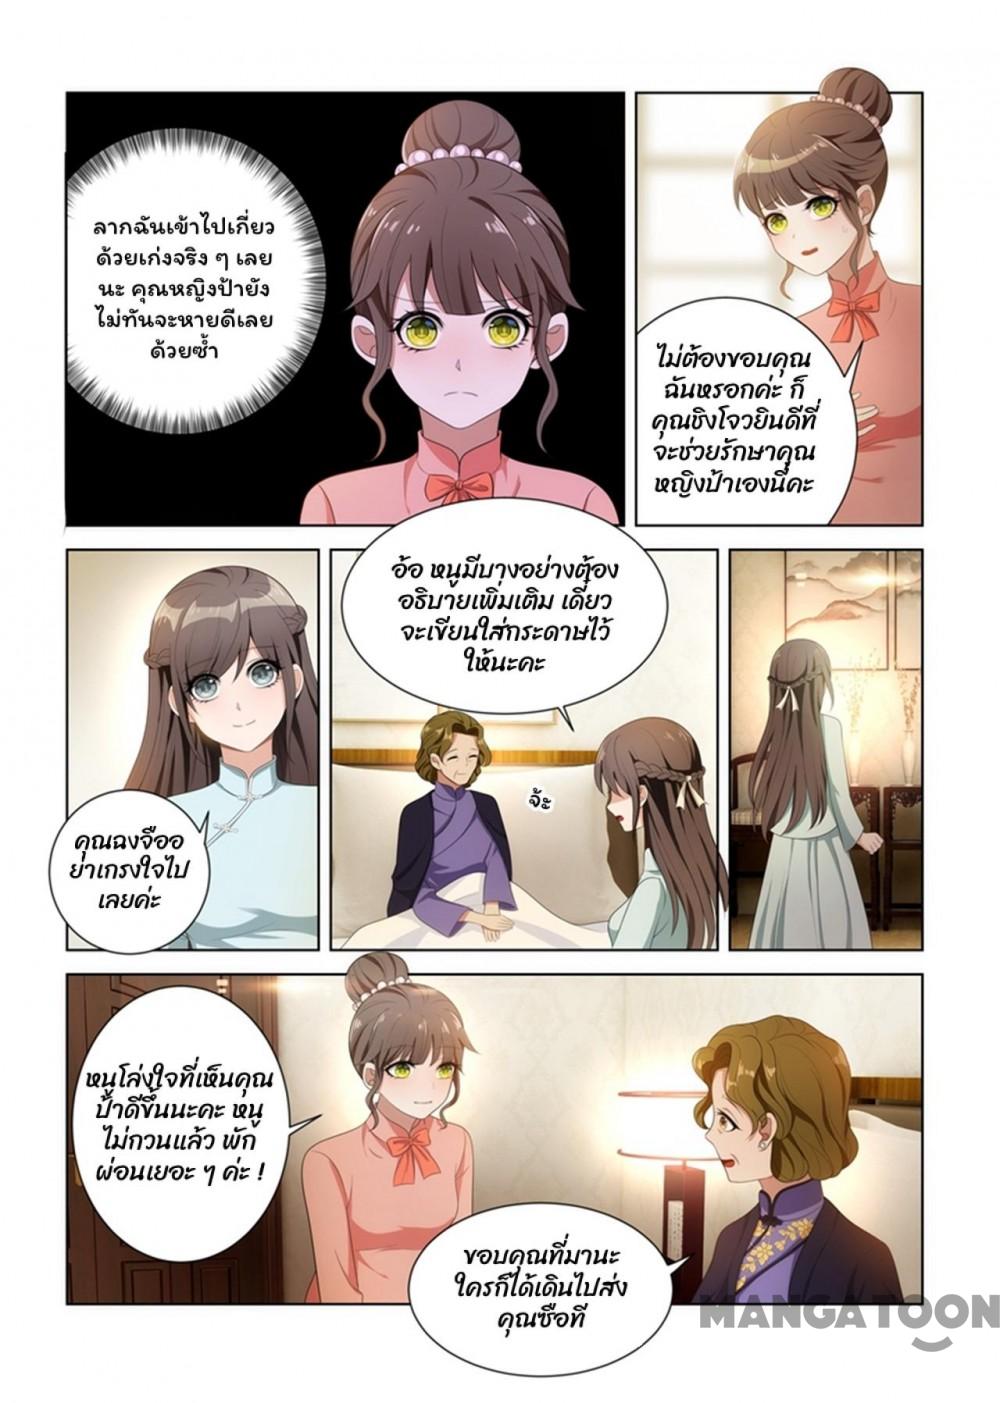 ลากฉันเข้าไปเกี่ยว
ด้วยเก่งจริง ๆ เลย
นะ คุณหญิงป้ายัง
ไม่ทันจะหายดีเลย
ด้วยซ้ำ
ไม่ต้องขอบคุณ
ฉันหรอกค่ะ ก็
คุณชิงโจวยินดีที่
จะช่วยรักษาคุณ
หญิงป้าเองนี่คะ
คุณฉงจืออ
ย่าเกรงใจไป
เลยค่ะ
อ้อ หนูมีบางอย่างต้อง
อธิบายเพิ่มเติม เดี๋ยว
จะเขียนใส่กระดาษไว้
ให้นะคะ
จ้ะ
หนูโล่งใจที่เห็นคุณ
ป้าดีขึ้นนะคะ หนู
ไม่กวนแล้ว พัก
ผ่อนเยอะ ๆ ค่ะ !
ขอบคุณที่มานะ
ใครก็ได้เดินไปส่ง
คุณซือที
MANGATOON